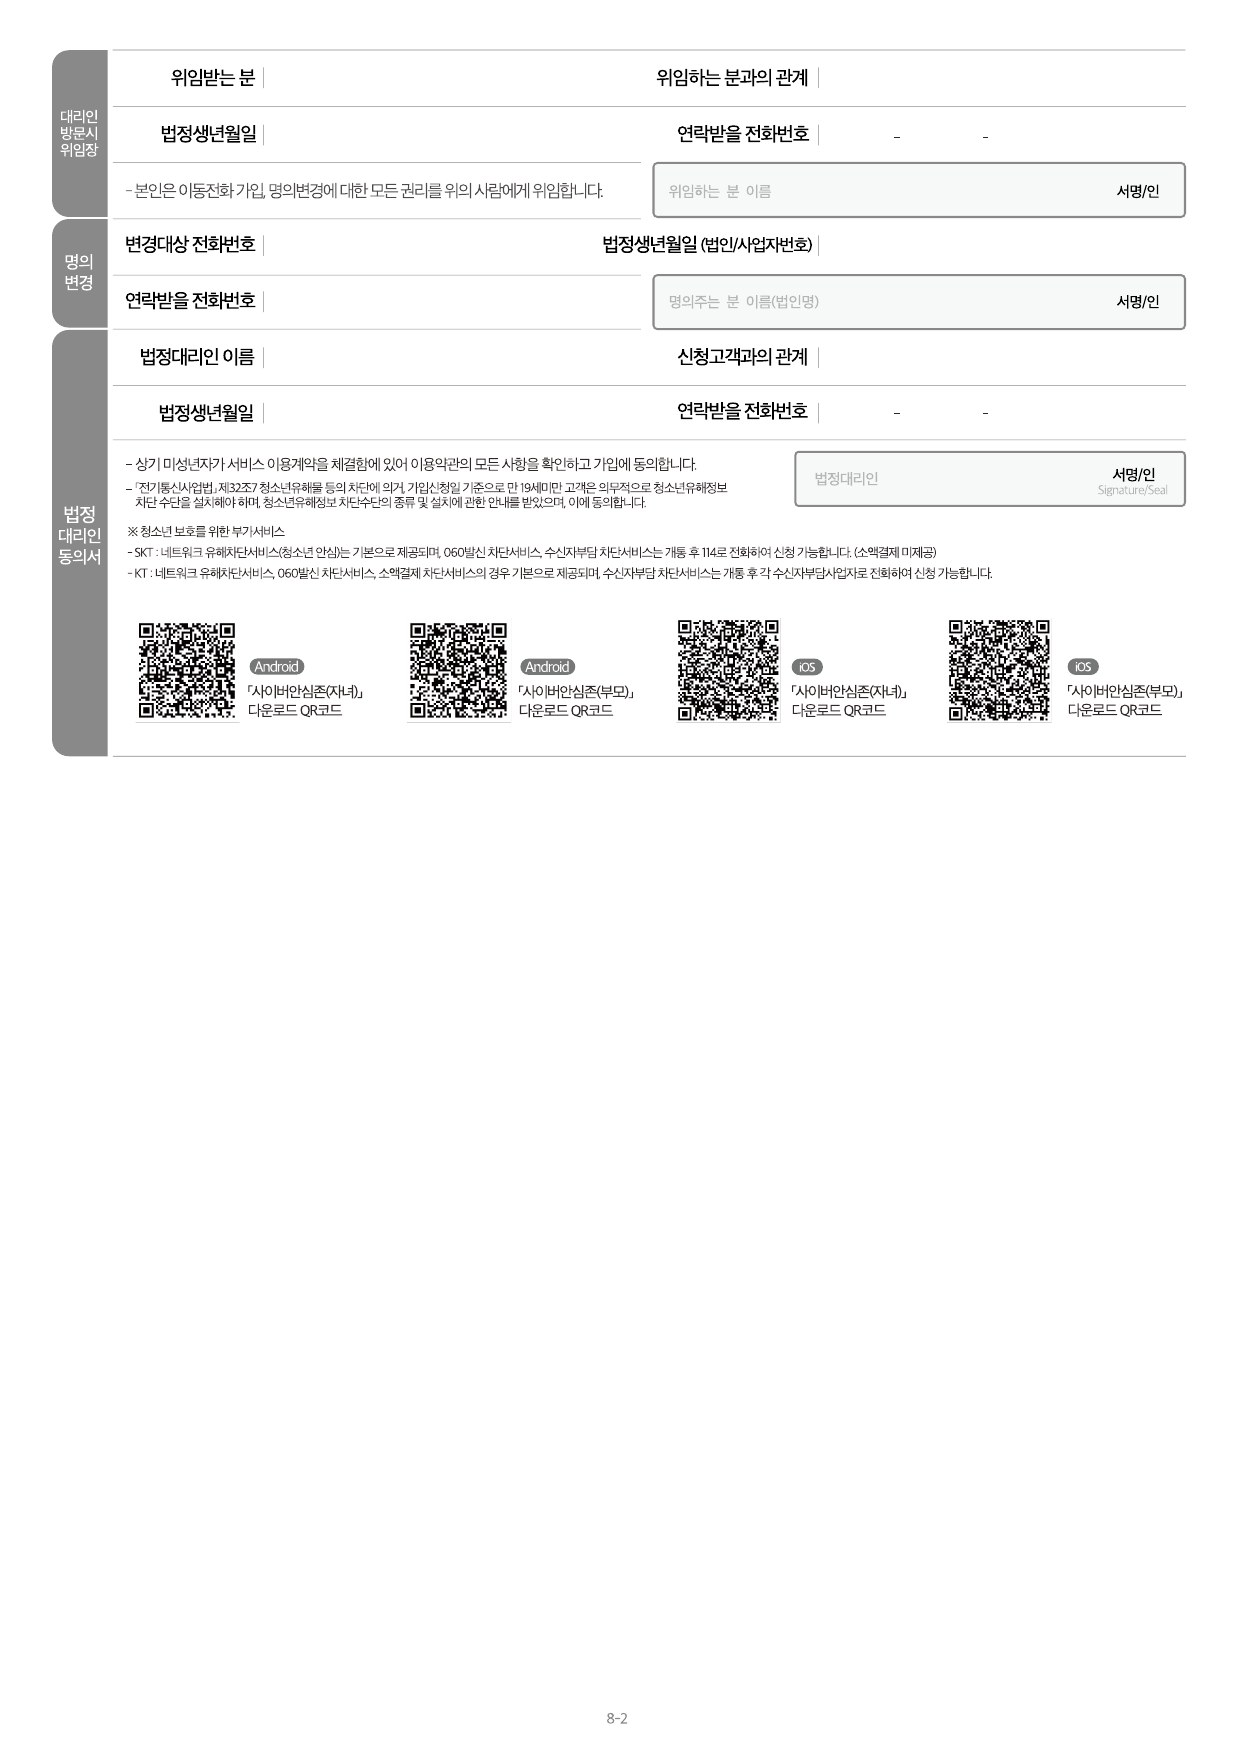 대리인
방문시
위임장
위임받는 분
위임하는 분과의 관계
법정생년월일
연락받을 전화번호 - -
- 본인은 이동전화 가입, 명의변경에 대한 모든 권리를 위의 사람에게 위임합니다.
위임하는 분 이름 서명/인
명의
변경
변경대상 전화번호
법정생년월일 (법인/사업자번호)
연락받을 전화번호
명의주는 분 이름(법인명) 서명/인
법정
대리인
동의서
법정대리인 이름
신청고객과의 관계
법정생년월일
연락받을 전화번호 - -
- 상기 미성년자가 서비스 이용계약을 체결함에 있어 이용약관의 모든 사항을 확인하고 가입에 동의합니다.
- 「전기통신사업법」 제32조7 청소년유해물 등의 차단에 의거, 가입신청일 기준으로 만 19세미만 고객은 의무적으로 청소년유해정보
차단 수단을 설치해야 하며, 청소년유해정보 차단수단의 종류 및 설치에 관한 안내를 받았으며, 이에 동의합니다.
법정대리인 서명/인
Signature/Seal
※ 청소년 보호를 위한 부가서비스
- SKT : 네트워크 유해차단서비스(청소년 안심)는 기본으로 제공되며, 060발신 차단서비스, 수신자부담 차단서비스는 개통 후 114로 전화하여 신청 가능합니다. (소액결제 미제공)
- KT : 네트워크 유해차단서비스, 060발신 차단서비스, 소액결제 차단서비스의 경우 기본으로 제공되며, 수신자부담 차단서비스는 개통 후 각 수신자부담사업자로 전화하여 신청 가능합니다.
Android
「사이버안심존(자녀)」
다운로드 QR코드
Android
「사이버안심존(부모)」
다운로드 QR코드
iOS
「사이버안심존(자녀)」
다운로드 QR코드
iOS
「사이버안심존(부모)」
다운로드 QR코드
8-2